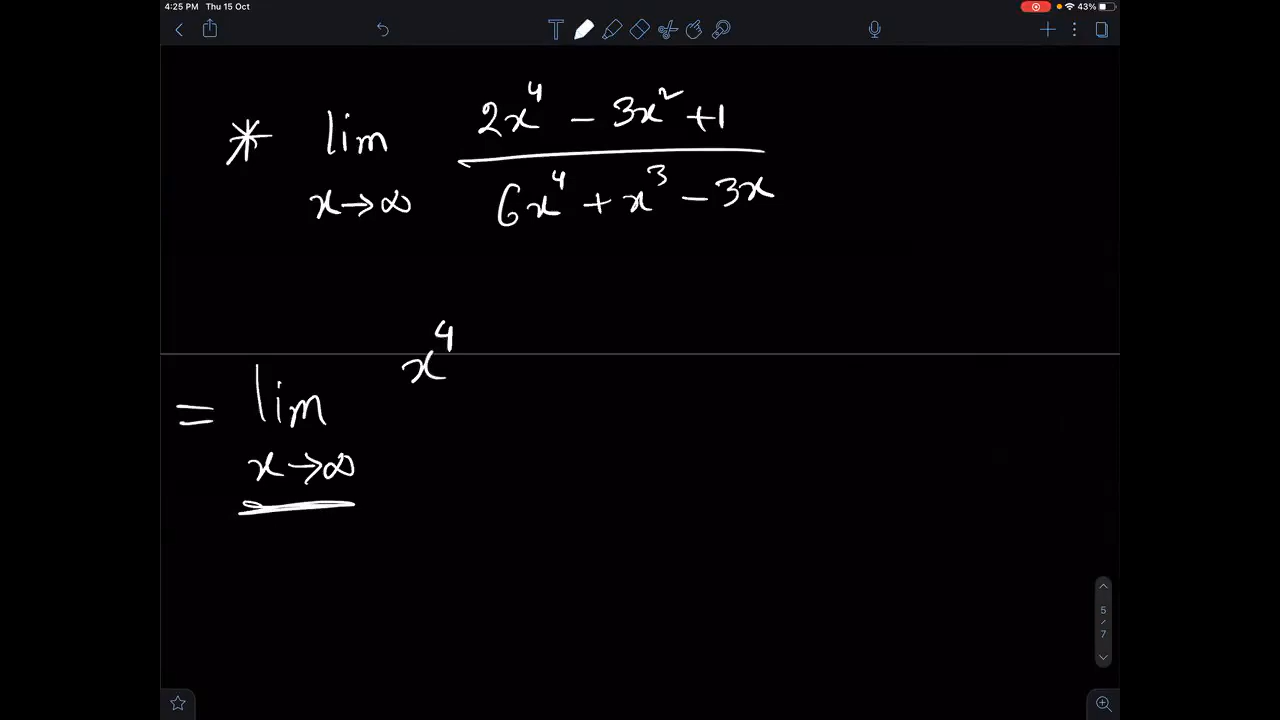 4:25 PM Thu 15 Oct
43%
T
* lim x→∞ (2x⁴ − 3x² + 1) / (6x⁴ + x³ − 3x)
= lim x→∞ x⁴
5 / 7